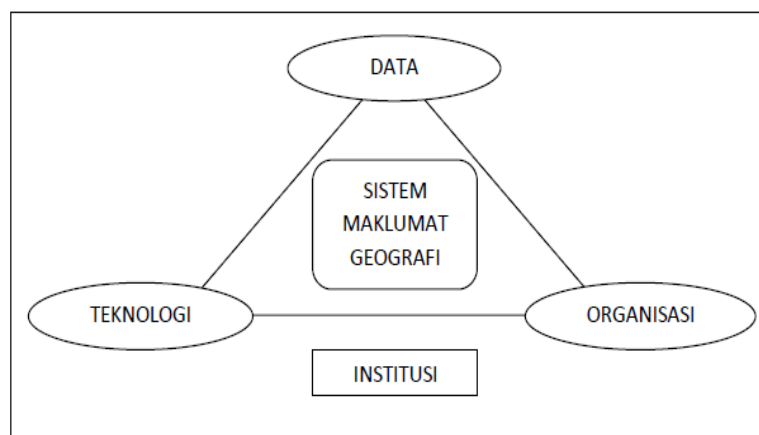 DATA
SISTEM
MAKLUMAT
GEOGRAFI
TEKNOLOGI
ORGANISASI
INSTITUSI